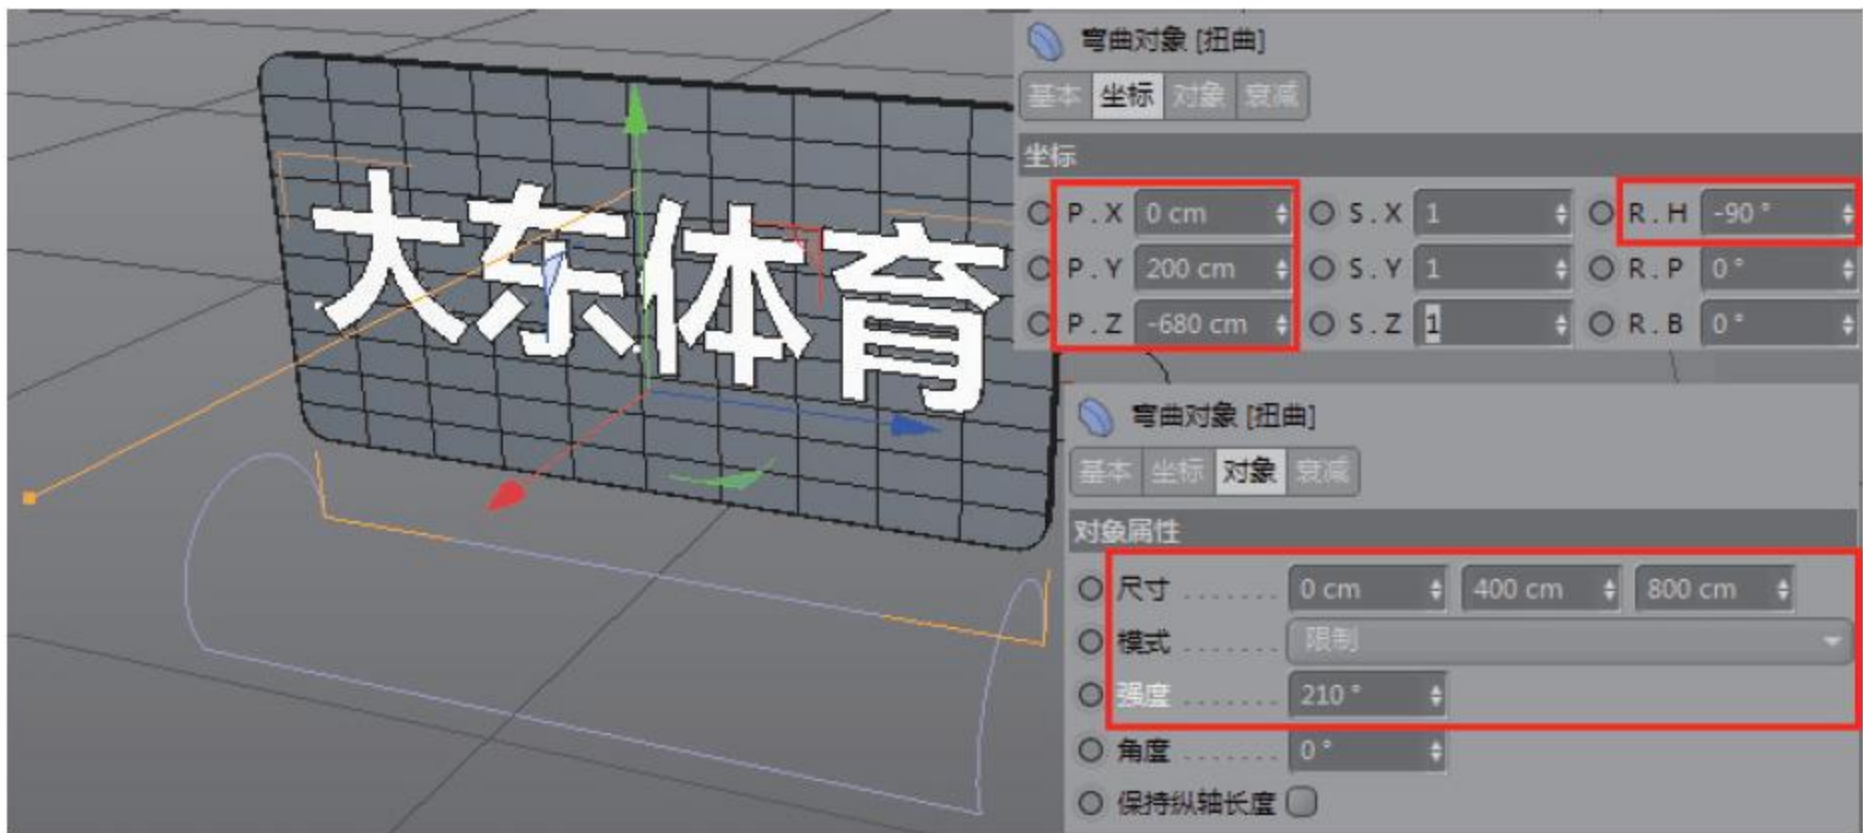 大东体育
弯曲对象 [扭曲]
基本 坐标 对象 衰减
坐标
P . X 0 cm S . X 1 R . H -90 °
P . Y 200 cm S . Y 1 R . P 0 °
P . Z -680 cm S . Z 1 R . B 0 °
弯曲对象 [扭曲]
基本 坐标 对象 衰减
对象属性
尺寸 ....... 0 cm 400 cm 800 cm
模式 ....... 限制
强度 ....... 210 °
角度 ....... 0 °
保持纵轴长度